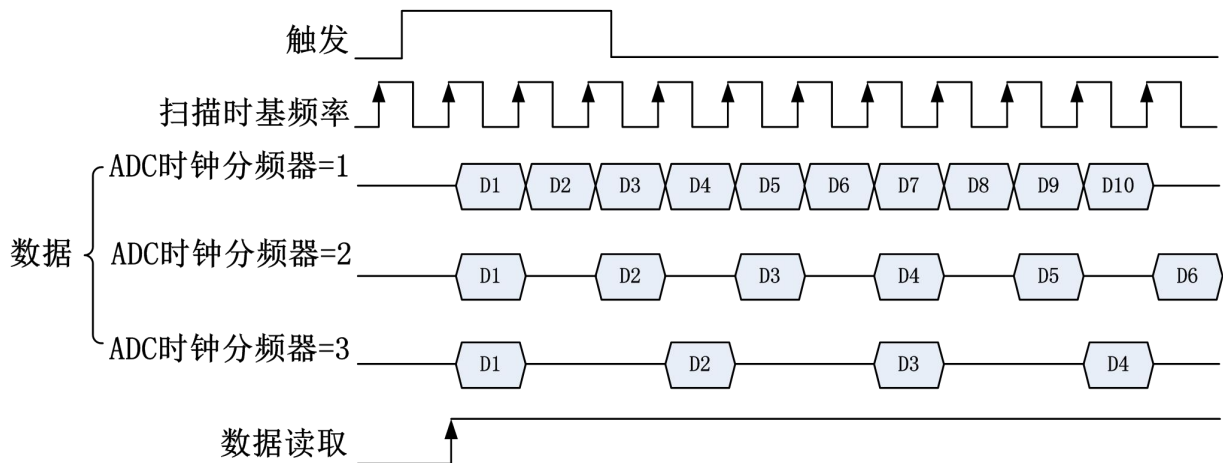 触发
扫描时基频率
数据
ADC时钟分频器=1
D1 D2 D3 D4 D5 D6 D7 D8 D9 D10
ADC时钟分频器=2
D1 D2 D3 D4 D5 D6
ADC时钟分频器=3
D1 D2 D3 D4
数据读取